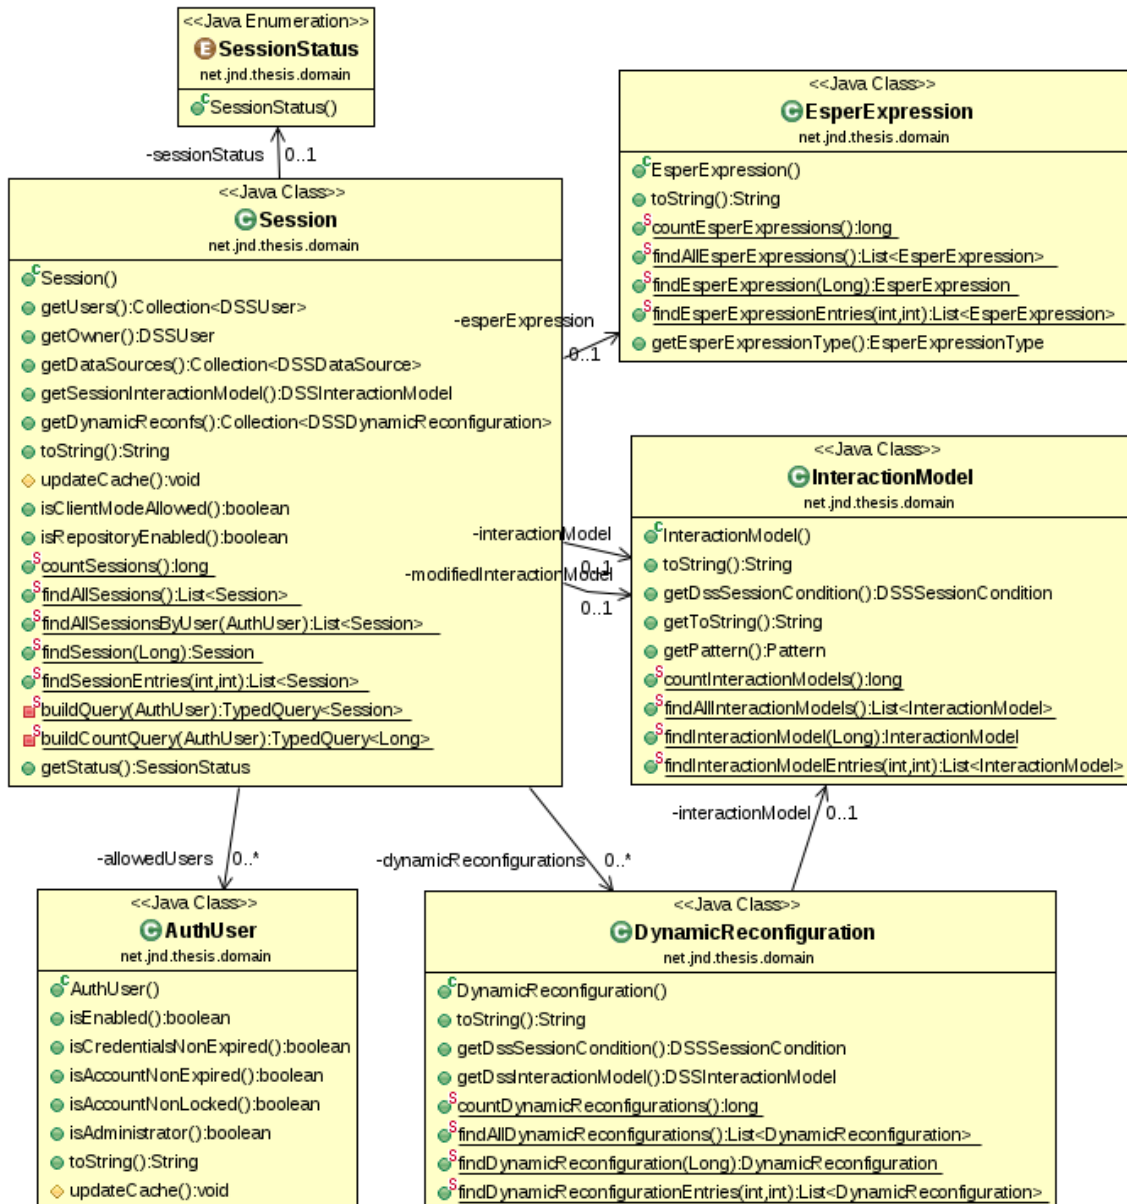 <<Java Enumeration>>
SessionStatus
net.jnd.thesis.domain
SessionStatus()
-sessionStatus 0..1
<<Java Class>>
Session
net.jnd.thesis.domain
Session()
getUsers():Collection<DSSUser>
getOwner():DSSUser
getDataSources():Collection<DSSDataSource>
getSessionInteractionModel():DSSInteractionModel
getDynamicReconfs():Collection<DSSDynamicReconfiguration>
toString():String
updateCache():void
isClientModeAllowed():boolean
isRepositoryEnabled():boolean
countSessions():long
findAllSessions():List<Session>
findAllSessionsByUser(AuthUser):List<Session>
findSession(Long):Session
findSessionEntries(int,int):List<Session>
buildQuery(AuthUser):TypedQuery<Session>
buildCountQuery(AuthUser):TypedQuery<Long>
getStatus():SessionStatus
<<Java Class>>
EsperExpression
net.jnd.thesis.domain
EsperExpression()
toString():String
countEsperExpressions():long
findAllEsperExpressions():List<EsperExpression>
findEsperExpression(Long):EsperExpression
findEsperExpressionEntries(int,int):List<EsperExpression>
getEsperExpressionType():EsperExpressionType
-esperExpression
0..1
<<Java Class>>
InteractionModel
net.jnd.thesis.domain
InteractionModel()
toString():String
getDssSessionCondition():DSSSessionCondition
getToString():String
getPattern():Pattern
countInteractionModels():long
findAllInteractionModels():List<InteractionModel>
findInteractionModel(Long):InteractionModel
findInteractionModelEntries(int,int):List<InteractionModel>
-interactionModel
0..1
-modifiedInteractionModel
0..1
-interactionModel 0..1
-allowedUsers 0..*
-dynamicReconfigurations 0..*
<<Java Class>>
AuthUser
net.jnd.thesis.domain
AuthUser()
isEnabled():boolean
isCredentialsNonExpired():boolean
isAccountNonExpired():boolean
isAccountNonLocked():boolean
isAdministrator():boolean
toString():String
updateCache():void
<<Java Class>>
DynamicReconfiguration
net.jnd.thesis.domain
DynamicReconfiguration()
toString():String
getDssSessionCondition():DSSSessionCondition
getDssInteractionModel():DSSInteractionModel
countDynamicReconfigurations():long
findAllDynamicReconfigurations():List<DynamicReconfiguration>
findDynamicReconfiguration(Long):DynamicReconfiguration
findDynamicReconfigurationEntries(int,int):List<DynamicReconfiguration>